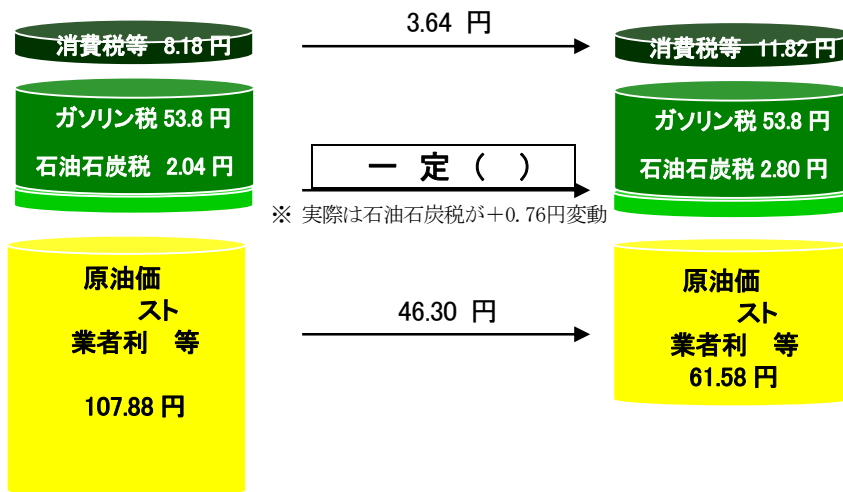 消費税等 8.18 円
3.64 円
消費税等 11.82 円
ガソリン税 53.8 円
石油石炭税 2.04 円
一 定 ( )
※ 実際は石油石炭税が＋0.76円変動
ガソリン税 53.8 円
石油石炭税 2.80 円
原油価
スト
業者利 等
107.88 円
46.30 円
原油価
スト
業者利 等
61.58 円